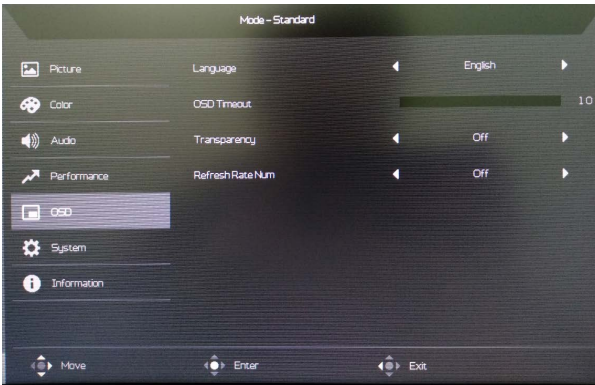 Mode - Standard
Picture
Language English
Color
OSD Timeout 10
Audio
Transparency Off
Performance
Refresh Rate Num Off
OSD
System
Information
Move Enter Exit